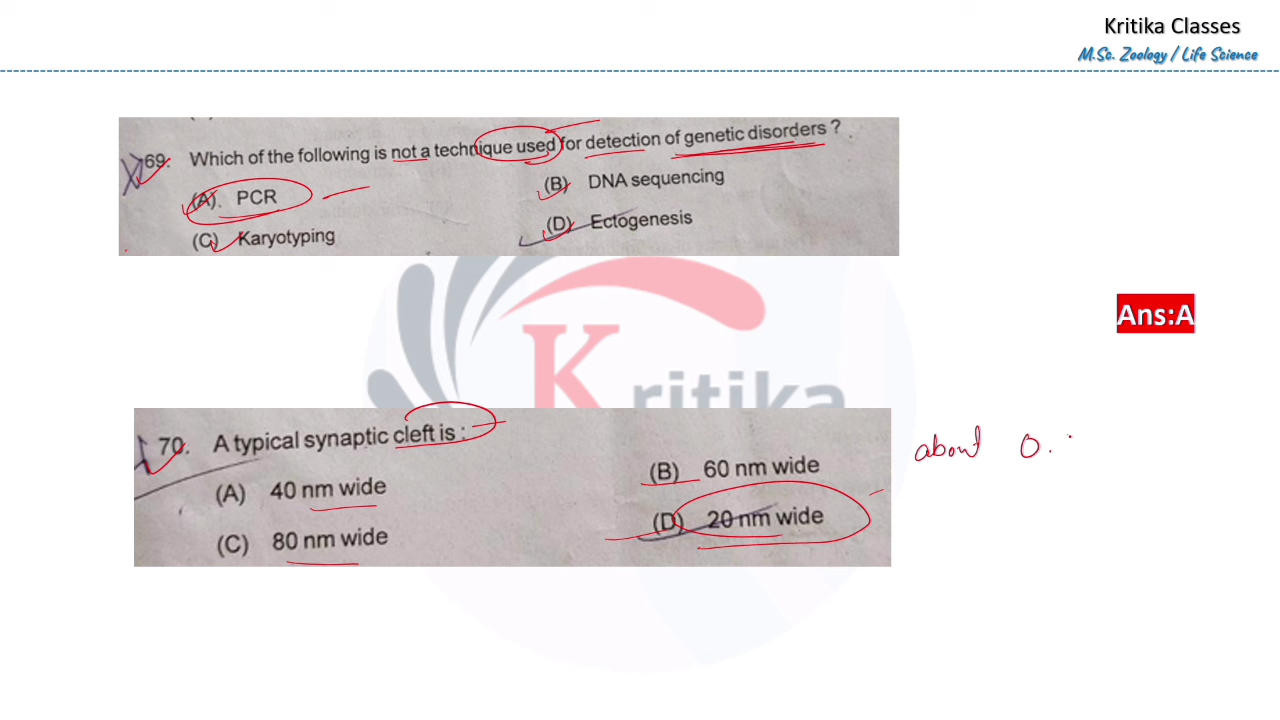 Kritika Classes
M.Sc. Zoology / Life Science
69. Which of the following is not a technique used for detection of genetic disorders ?
(A). PCR
(B) DNA sequencing
(C) Karyotyping
(D) Ectogenesis
Ans:A
Kritika
70. A typical synaptic cleft is :
(A) 40 nm wide
(B) 60 nm wide
(C) 80 nm wide
(D) 20 nm wide
about 0.